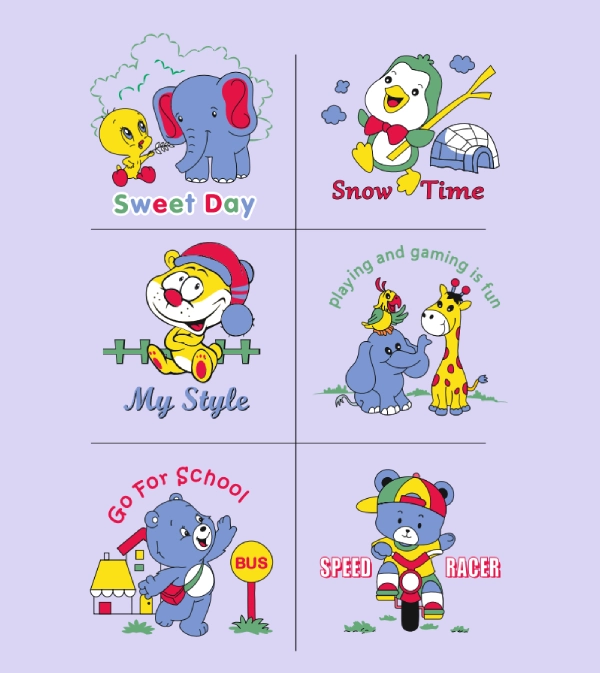 Sweet Day
Snow Time
My Style
playing and gaming is fun
Go For School
BUS
SPEED RACER